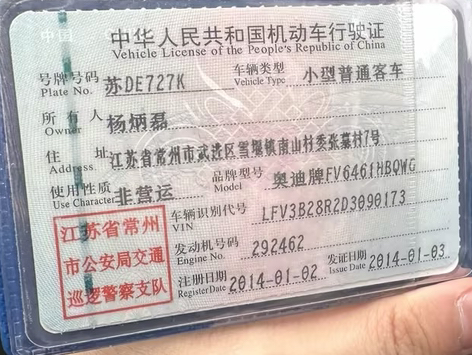 中华人民共和国机动车行驶证
Vehicle License of the People's Republic of China
号牌号码 苏DE727K 车辆类型 小型普通客车
Plate No. Vehicle Type
所有人 杨炳磊
Owner
住址 江苏省常州市武进区雪堰镇南山村委张墓村7号
Address
使用性质 非营运 品牌型号 奥迪牌FV6461HBQWG
Use Character Model
江苏省常州 车辆识别代号 LFV3B28R2D3090173
VIN
市公安局交通 发动机号码 292462
Engine No.
巡逻警察支队 注册日期 2014-01-02 发证日期 2014-01-03
Register Date Issue Date